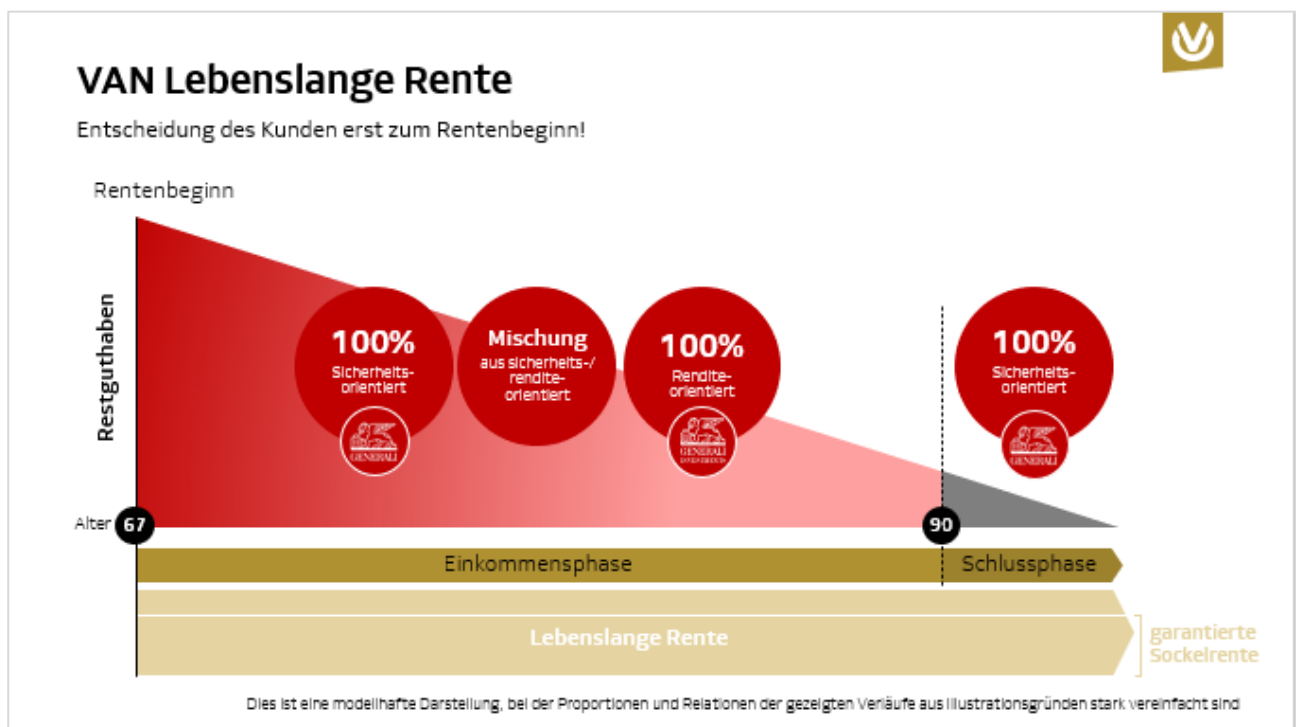 VAN Lebenslange Rente
Entscheidung des Kunden erst zum Rentenbeginn!
Rentenbeginn
Restguthaben
100%
Sicherheits-
orientiert
GENERALI
Mischung
aus sicherheits-/
rendite-
orientiert
100%
Rendite-
orientiert
GENERALI
INVESTMENTS
100%
Sicherheits-
orientiert
GENERALI
Alter 67
90
Einkommensphase
Schlussphase
Lebenslange Rente
garantierte
Sockelrente
Dies ist eine modellhafte Darstellung, bei der Proportionen und Relationen der gezeigten Verläufe aus Illustrationsgründen stark vereinfacht sind